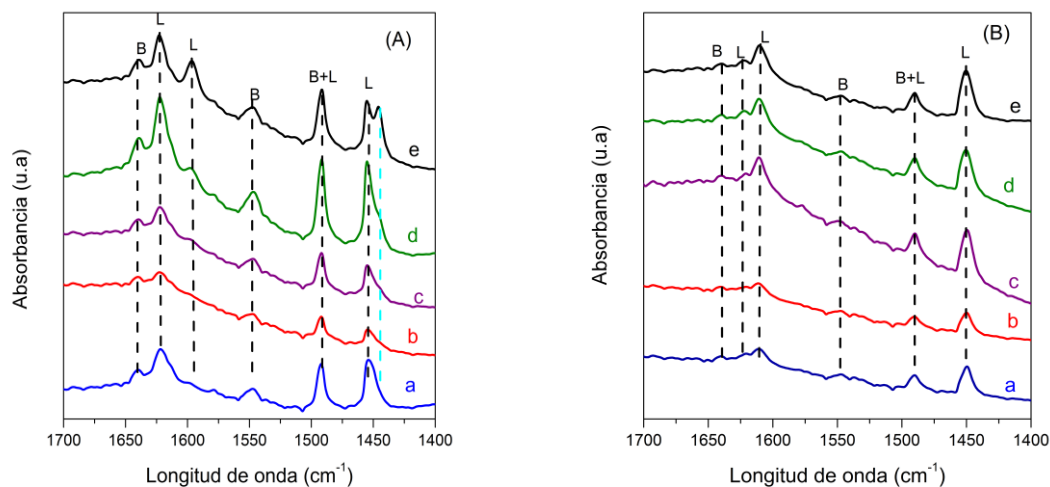 (A)
L
B
L
B
B+L
L
e
d
c
b
a
Absorbancia (u.a)
1700 1650 1600 1550 1500 1450 1400
Longitud de onda (cm-1)
(B)
B L L
B
B+L
L
e
d
c
b
a
Absorbancia (u.a)
1700 1650 1600 1550 1500 1450 1400
Longitud de onda (cm-1)